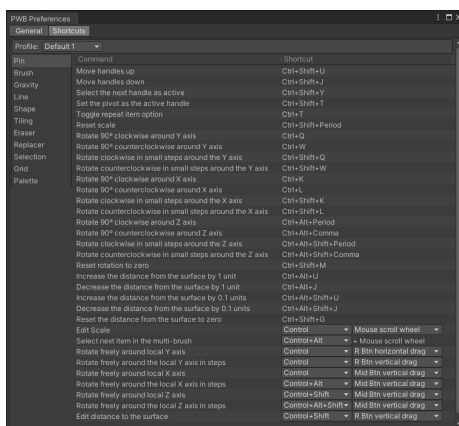 PWB Preferences
General Shortcuts
Profile: Default 1
Pin
Brush
Gravity
Line
Shape
Tiling
Eraser
Replacer
Selection
Grid
Palette
Command Shortcut
Move handles up Ctrl+Shift+U
Move handles down Ctrl+Shift+J
Select the next handle as active Ctrl+Shift+Y
Set the pivot as the active handle Ctrl+Shift+T
Toggle repeat item option Ctrl+T
Reset scale Ctrl+Shift+Period
Rotate 90º clockwise around Y axis Ctrl+Q
Rotate 90º counterclockwise around Y axis Ctrl+W
Rotate clockwise in small steps around the Y axis Ctrl+Shift+Q
Rotate counterclockwise in small steps around the Y axis Ctrl+Shift+W
Rotate 90º clockwise around X axis Ctrl+K
Rotate 90º counterclockwise around X axis Ctrl+L
Rotate clockwise in small steps around the X axis Ctrl+Shift+K
Rotate counterclockwise in small steps around the X axis Ctrl+Shift+L
Rotate 90º clockwise around Z axis Ctrl+Alt+Period
Rotate 90º counterclockwise around Z axis Ctrl+Alt+Comma
Rotate clockwise in small steps around the Z axis Ctrl+Alt+Shift+Period
Rotate counterclockwise in small steps around the Z axis Ctrl+Alt+Shift+Comma
Reset rotation to zero Ctrl+Shift+M
Increase the distance from the surface by 1 unit Ctrl+Alt+U
Decrease the distance from the surface by 1 unit Ctrl+Alt+J
Increase the distance from the surface by 0.1 units Ctrl+Alt+Shift+U
Decrease the distance from the surface by 0.1 units Ctrl+Alt+Shift+J
Reset the distance from the surface to zero Ctrl+Shift+G
Edit Scale Control Mouse scroll wheel
Select next item in the multi-brush Control+Alt + Mouse scroll wheel
Rotate freely around local Y axis Control R Btn horizontal drag
Rotate freely around the local Y axis in steps Control R Btn vertical drag
Rotate freely around local X axis Control Mid Btn vertical drag
Rotate freely around the local X axis in steps Control+Alt Mid Btn vertical drag
Rotate freely around local Z axis Control+Shift Mid Btn vertical drag
Rotate freely around the local Z axis in steps Control+Alt+Shift Mid Btn vertical drag
Edit distance to the surface Control+Shift R Btn vertical drag